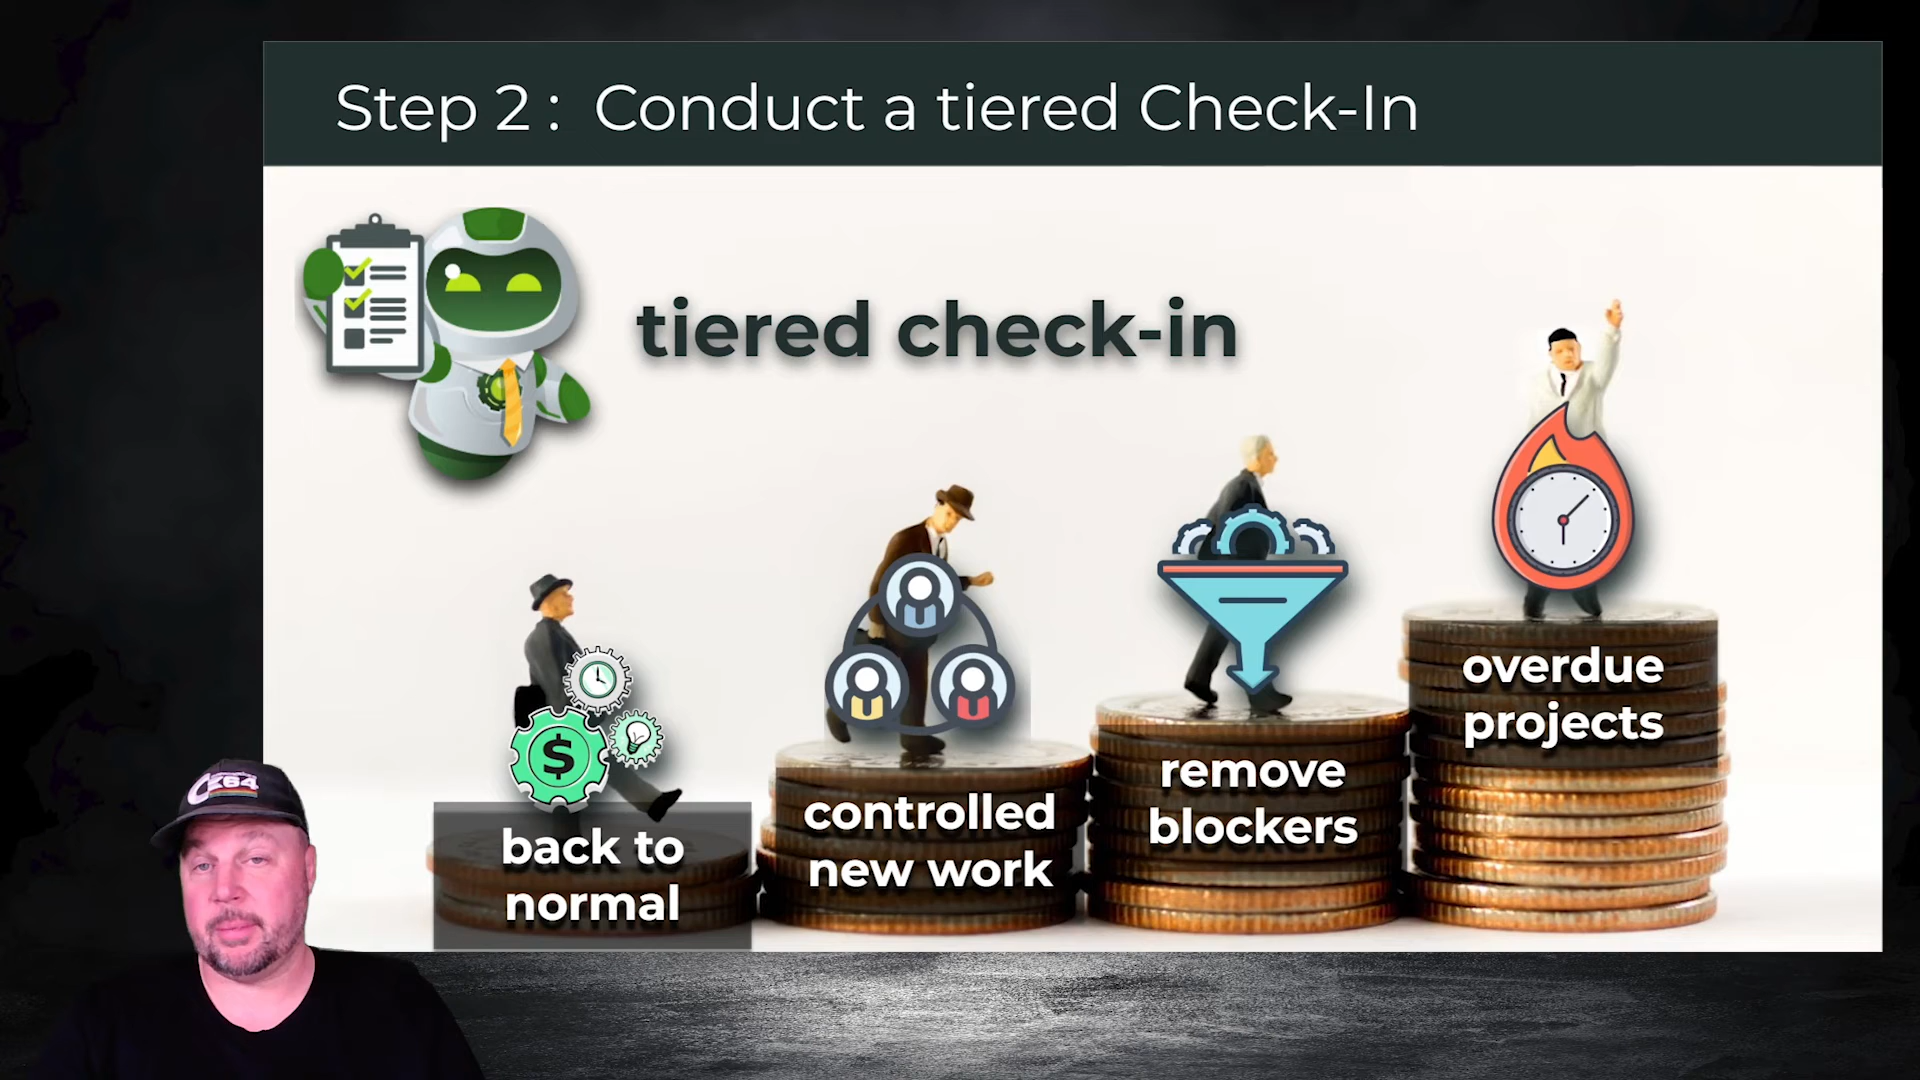 Step 2 : Conduct a tiered Check-In
tiered check-in
overdue
projects
remove
blockers
controlled
new work
back to
normal
$